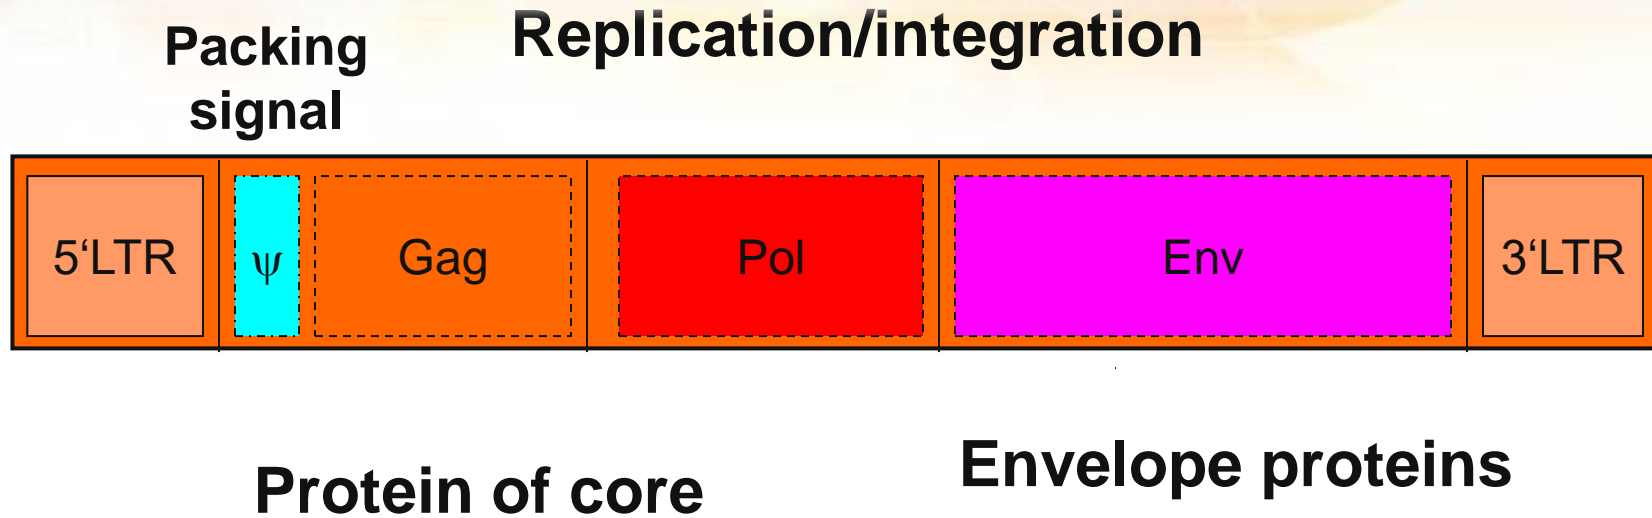 Packing
signal
Replication/integration
5‘LTR
ψ
Gag
Pol
Env
3‘LTR
Protein of core
Envelope proteins